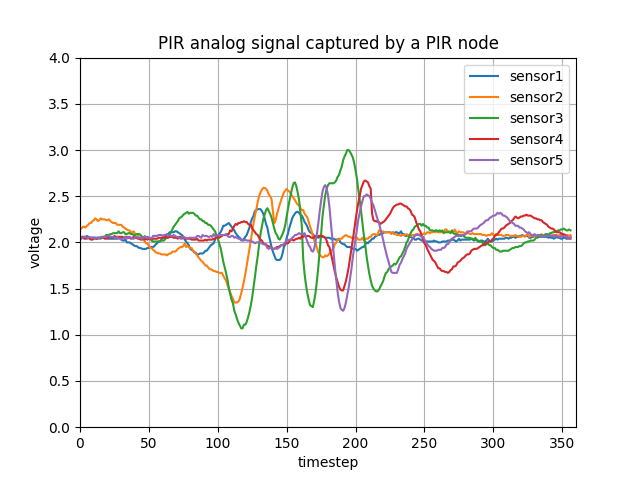 PIR analog signal captured by a PIR node
4.0
3.5
3.0
2.5
2.0
1.5
1.0
0.5
0.0
voltage
sensor1
sensor2
sensor3
sensor4
sensor5
0 50 100 150 200 250 300 350
timestep